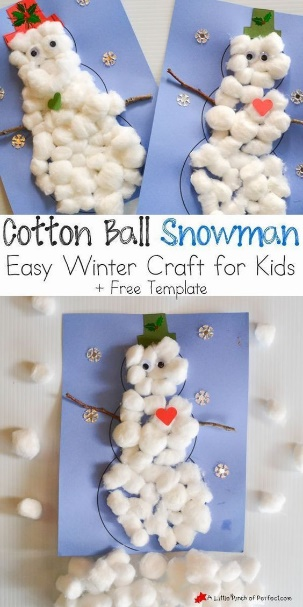 Cotton Ball Snowman
Easy Winter Craft for Kids
+ Free Template
A Little Pinch of Perfect.com